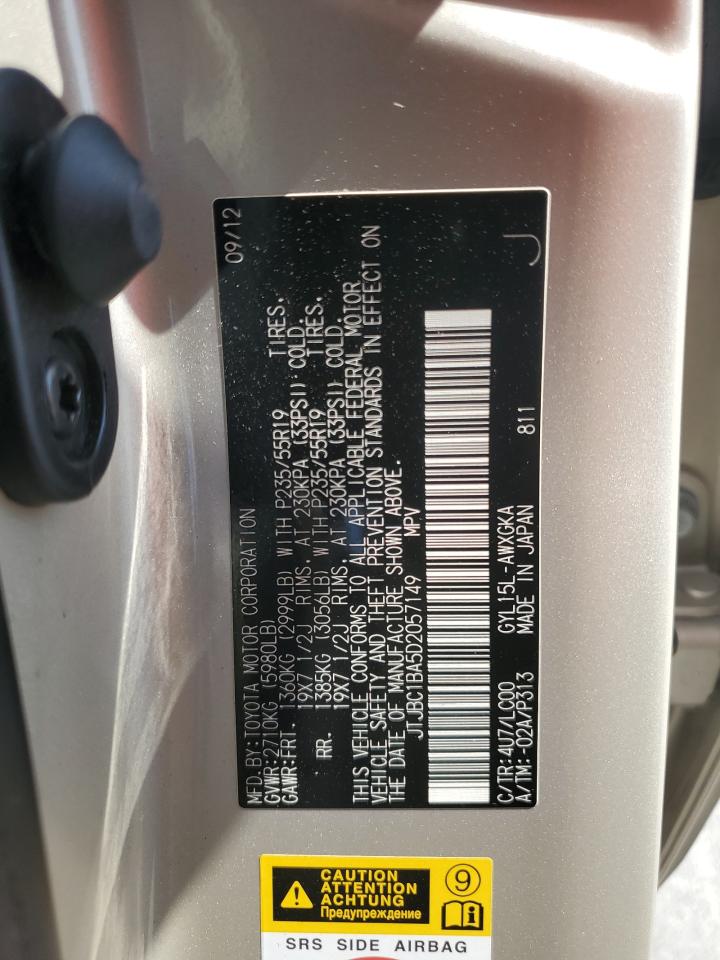 MFD. BY: TOYOTA MOTOR CORPORATION 09/12
GVWR: 2710KG (5980LB)
GAWR: FRT. 1360KG (2999LB) WITH P235/55R19 TIRES.
19X7 1/2J RIMS. AT 230KPA (33PSI) COLD.
RR. 1385KG (3056LB) WITH P235/55R19 TIRES.
19X7 1/2J RIMS. AT 230KPA (33PSI) COLD.
THIS VEHICLE CONFORMS TO ALL APPLICABLE FEDERAL MOTOR
VEHICLE SAFETY AND THEFT PREVENTION STANDARDS IN EFFECT ON
THE DATE OF MANUFACTURE SHOWN ABOVE.
JTJBC1BA5D2057149 MPV
C/TR: 4U7/LC00 GYL15L-AWXGKA 811
A/TM: -02A/P313 MADE IN JAPAN J
CAUTION
ATTENTION
ACHTUNG
Предупреждение
9
i
SRS SIDE AIRBAG